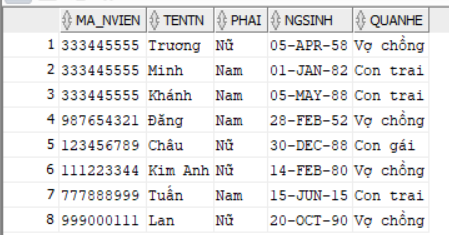 MA_NVIEN TENTN PHAI NGSINH QUANHE
1 333445555 Trương Nữ 05-APR-58 Vợ chồng
2 333445555 Minh Nam 01-JAN-82 Con trai
3 333445555 Khánh Nam 05-MAY-88 Con trai
4 987654321 Đăng Nam 28-FEB-52 Vợ chồng
5 123456789 Châu Nữ 30-DEC-88 Con gái
6 111223344 Kim Anh Nữ 14-FEB-80 Vợ chồng
7 777888999 Tuấn Nam 15-JUN-15 Con trai
8 999000111 Lan Nữ 20-OCT-90 Vợ chồng